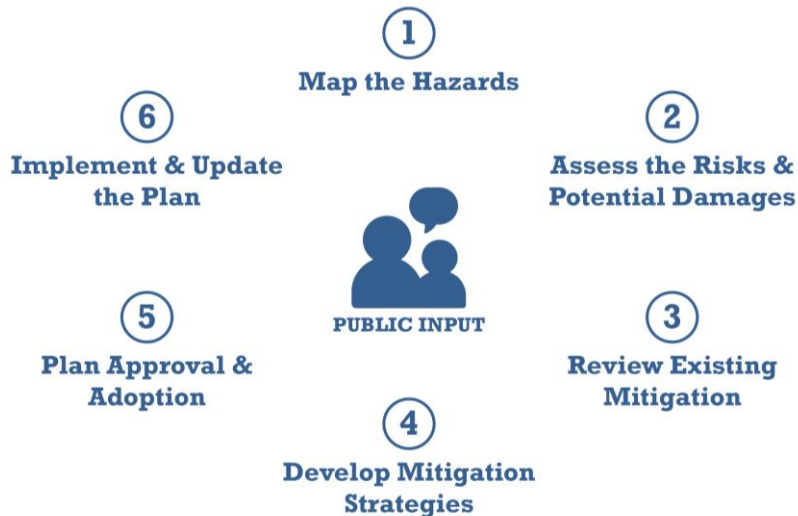 1
Map the Hazards
2
Assess the Risks &
Potential Damages
3
Review Existing
Mitigation
4
Develop Mitigation
Strategies
5
Plan Approval &
Adoption
6
Implement & Update
the Plan
PUBLIC INPUT